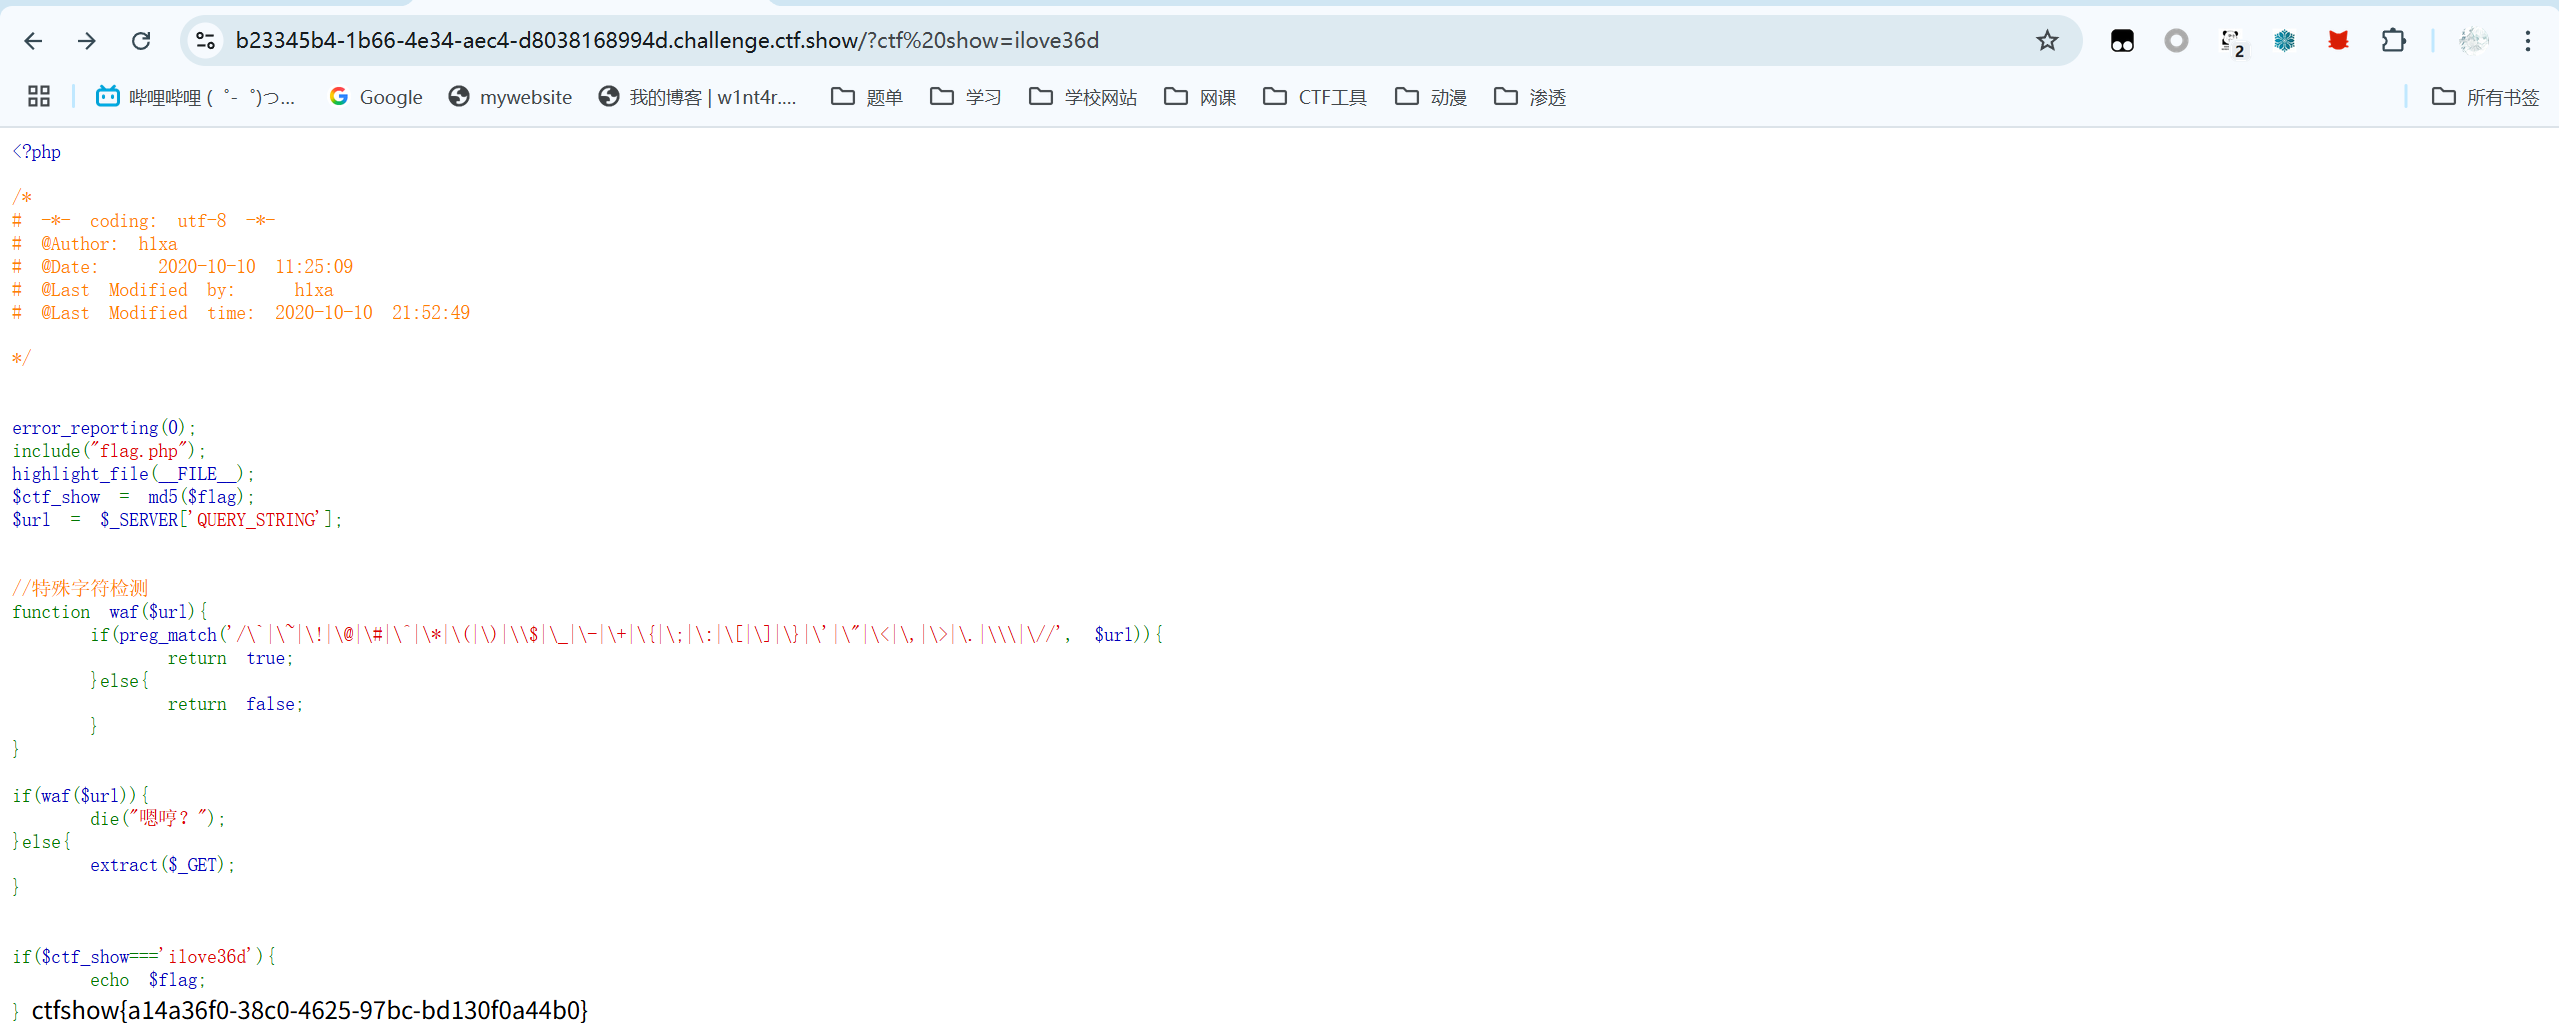 b23345b4-1b66-4e34-aec4-d8038168994d.challenge.ctf.show/?ctf%20show=ilove36d
2
哔哩哔哩 (゜-゜)つ... Google mywebsite 我的博客 | w1nt4r.... 题单 学习 学校网站 网课 CTF工具 动漫 渗透 所有书签
<?php
/*
# -*- coding: utf-8 -*-
# @Author: hlxa
# @Date: 2020-10-10 11:25:09
# @Last Modified by: hlxa
# @Last Modified time: 2020-10-10 21:52:49
*/
error_reporting(0);
include("flag.php");
highlight_file(__FILE__);
$ctf_show = md5($flag);
$url = $_SERVER['QUERY_STRING'];
//特殊字符检测
function waf($url){
if(preg_match('/\`|\~|\!|\@|\#|\^|\*|\(|\)|\\$|\_|\-|\+|\{|\;|\:|\[|\]|\}|\'|\"|\<|\,|\>|\.|\\\|\//', $url)){
return true;
}else{
return false;
}
}
if(waf($url)){
die("嗯哼？");
}else{
extract($_GET);
}
if($ctf_show==='ilove36d'){
echo $flag;
} ctfshow{a14a36f0-38c0-4625-97bc-bd130f0a44b0}